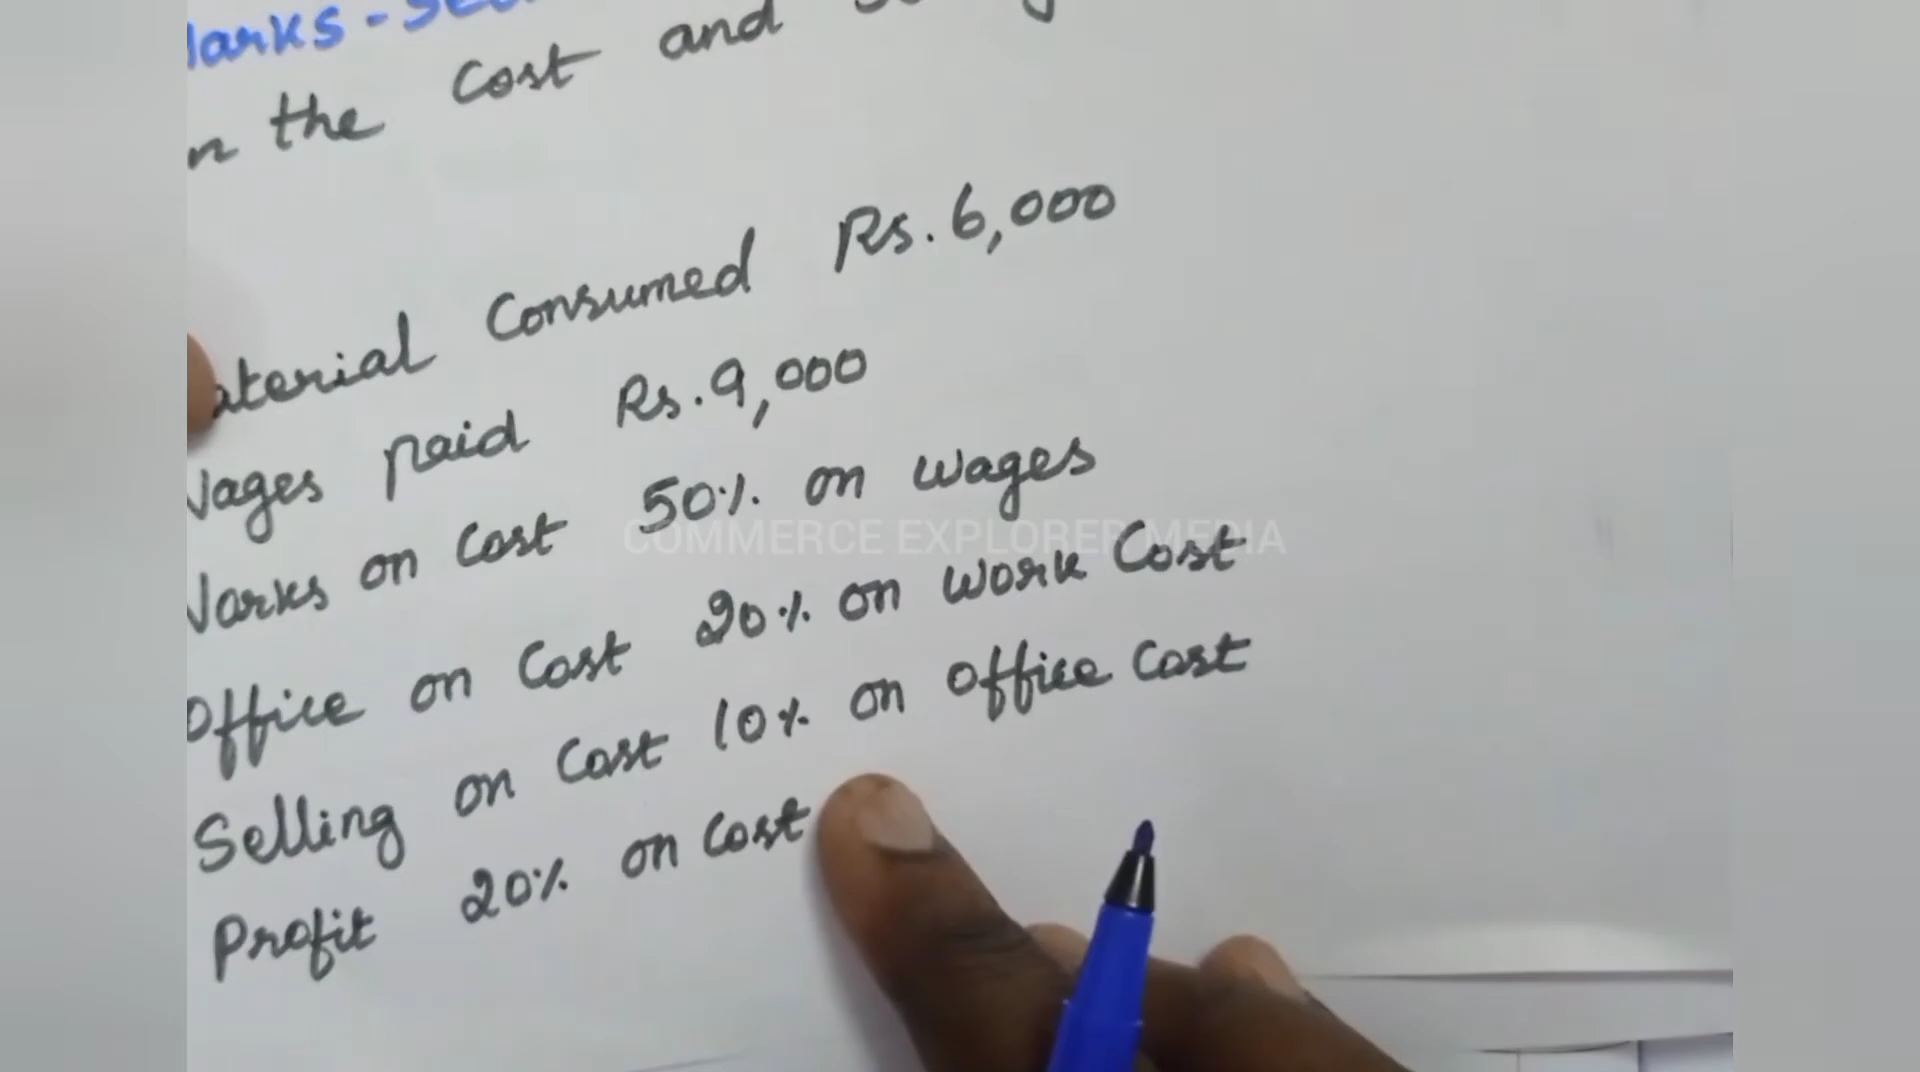 Marks -
in the Cost and
Material Consumed Rs. 6,000
Wages paid Rs. 9,000
Works on Cost 50% on wages
Office on Cost 20% on work Cost
Selling on Cost 10% on office Cost
Profit 20% on Cost
COMMERCE EXPLORER MEDIA